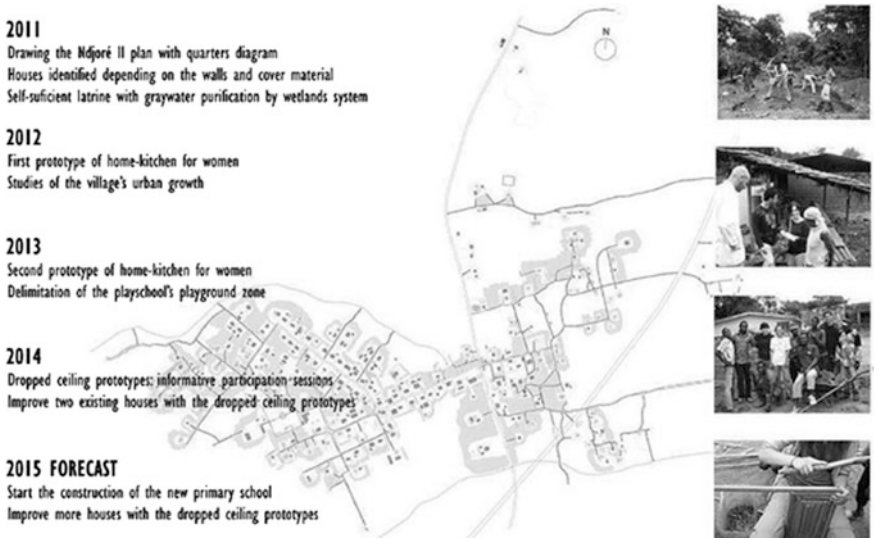 2011
Drawing the Ndjoré II plan with quarters diagram
Houses identified depending on the walls and cover material
Self-suficient latrine with graywater purification by wetlands system
2012
First prototype of home-kitchen for women
Studies of the village's urban growth
2013
Second prototype of home-kitchen for women
Delimitation of the playschool's playground zone
2014
Dropped ceiling prototypes: informative participation sessions
Improve two existing houses with the dropped ceiling prototypes
2015 FORECAST
Start the construction of the new primary school
Improve more houses with the dropped ceiling prototypes
N